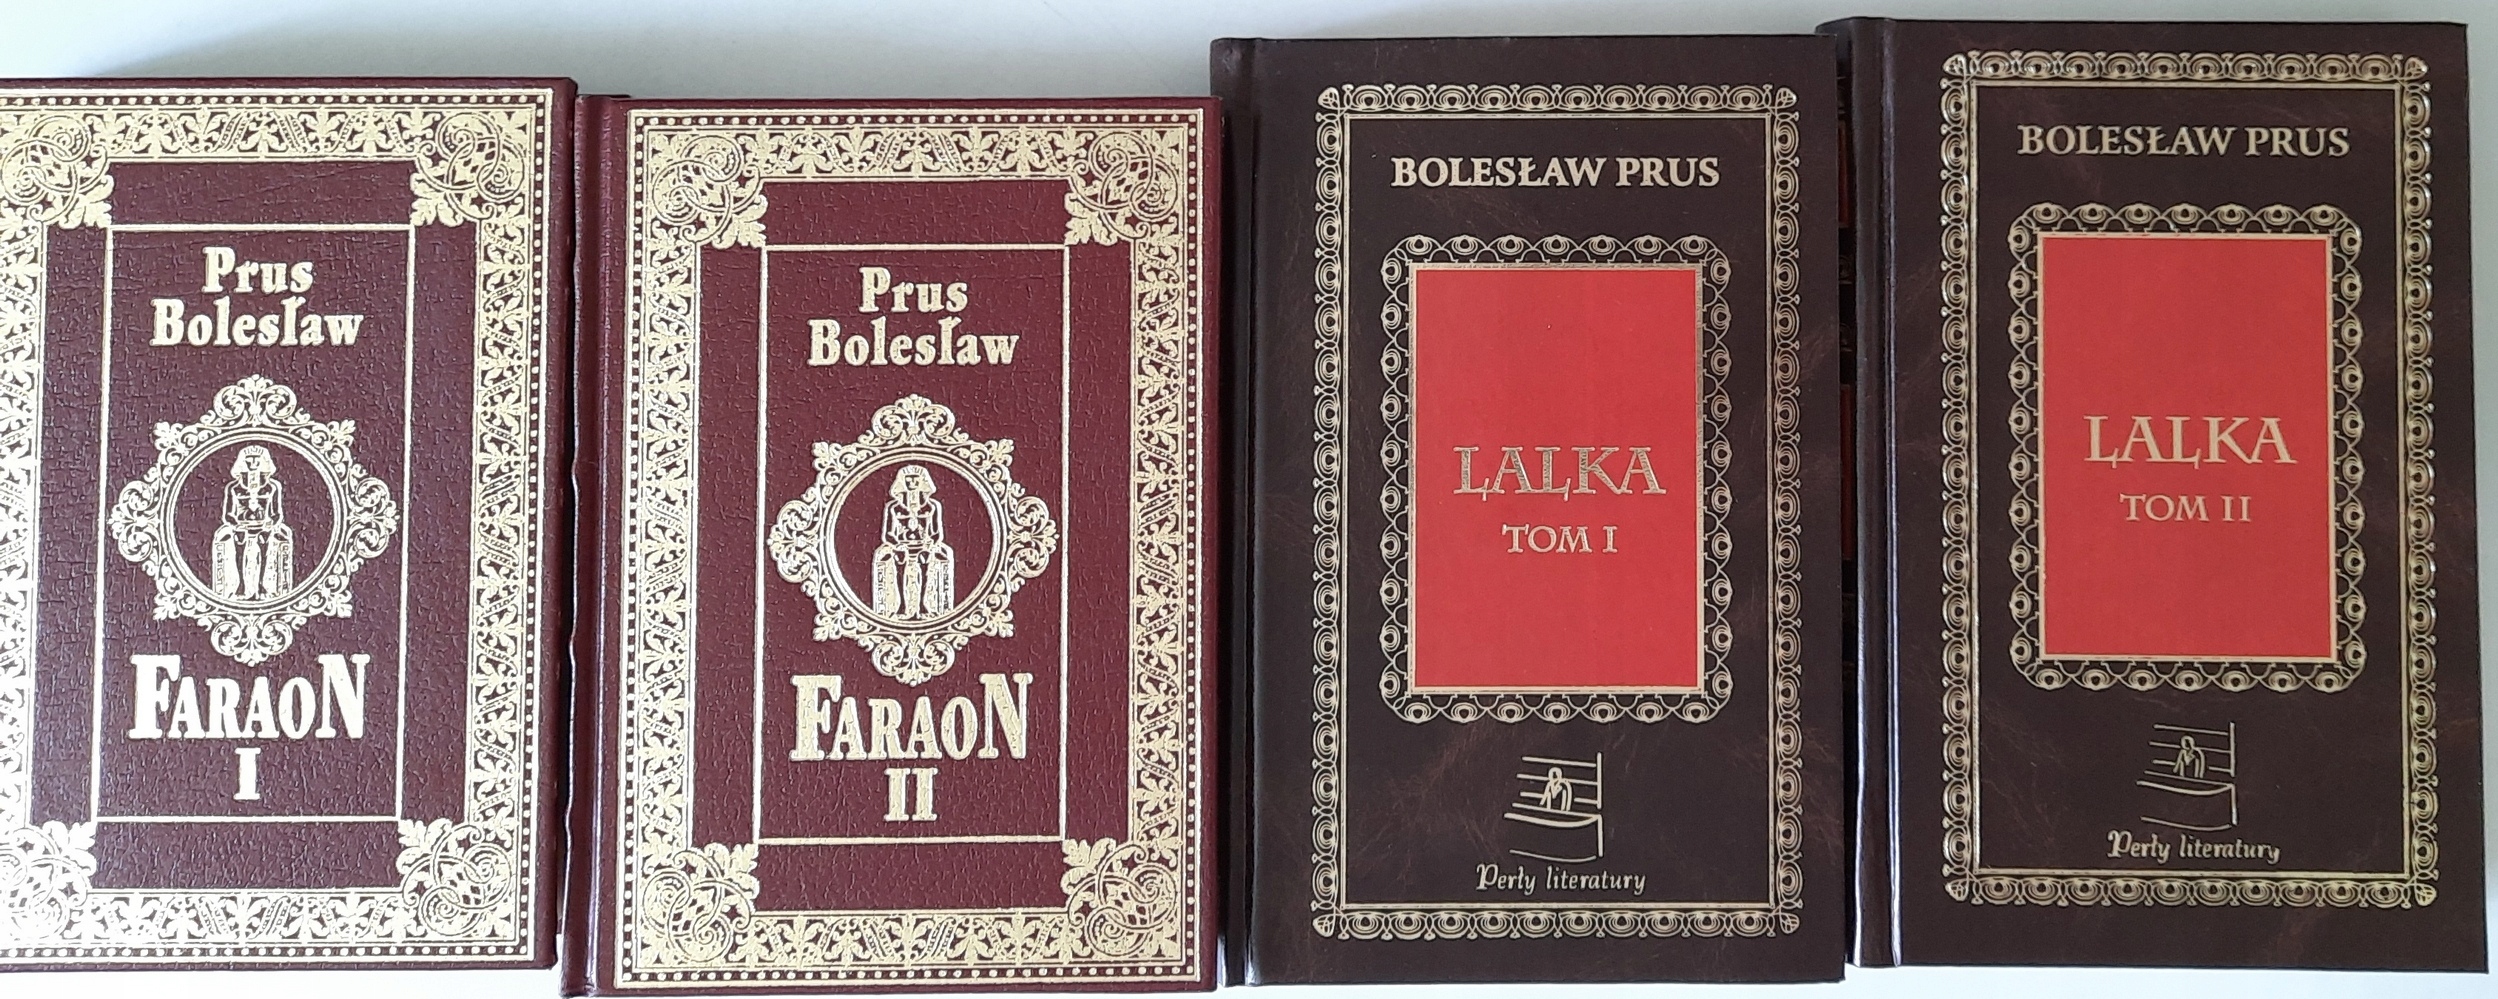 Prus
Bolesław
FARAON
I
Prus
Bolesław
FARAON
II
BOLESŁAW PRUS
LALKA
TOM I
Perły literatury
BOLESŁAW PRUS
LALKA
TOM II
Perły literatury